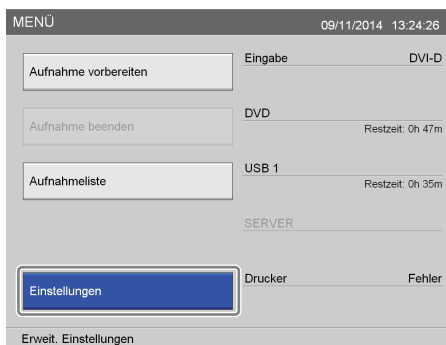 MENÜ 09/11/2014 13:24:26
Aufnahme vorbereiten
Aufnahme beenden
Aufnahmeliste
Einstellungen
Eingabe DVI-D
DVD
Restzeit: 0h 47m
USB 1
Restzeit: 0h 35m
SERVER
Drucker Fehler
Erweit. Einstellungen